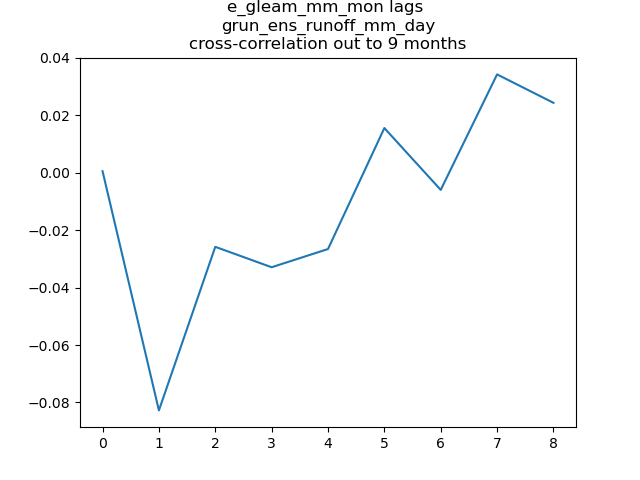 e_gleam_mm_mon lags
grun_ens_runoff_mm_day
cross-correlation out to 9 months
0.04
0.02
0.00
−0.02
−0.04
−0.06
−0.08
0 1 2 3 4 5 6 7 8